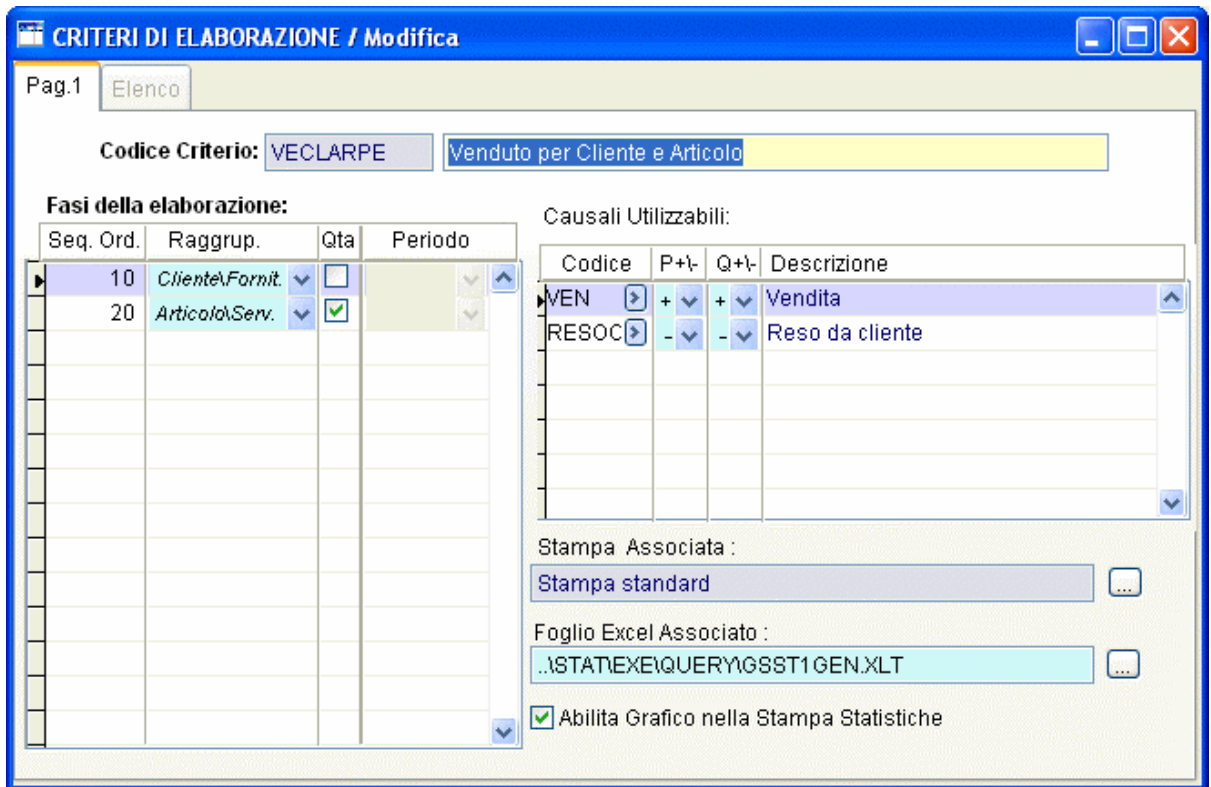 CRITERI DI ELABORAZIONE / Modifica
Pag.1 Elenco
Codice Criterio: VECLARPE Venduto per Cliente e Articolo
Fasi della elaborazione:
Seq. Ord. Raggrup. Qta Periodo
10 Cliente\Fornit.
20 Articolo\Serv.
Causali Utilizzabili:
Codice P+\- Q+\- Descrizione
VEN + + Vendita
RESOC - - Reso da cliente
Stampa Associata :
Stampa standard ...
Foglio Excel Associato :
..\STAT\EXE\QUERY\GSST1GEN.XLT ...
Abilita Grafico nella Stampa Statistiche